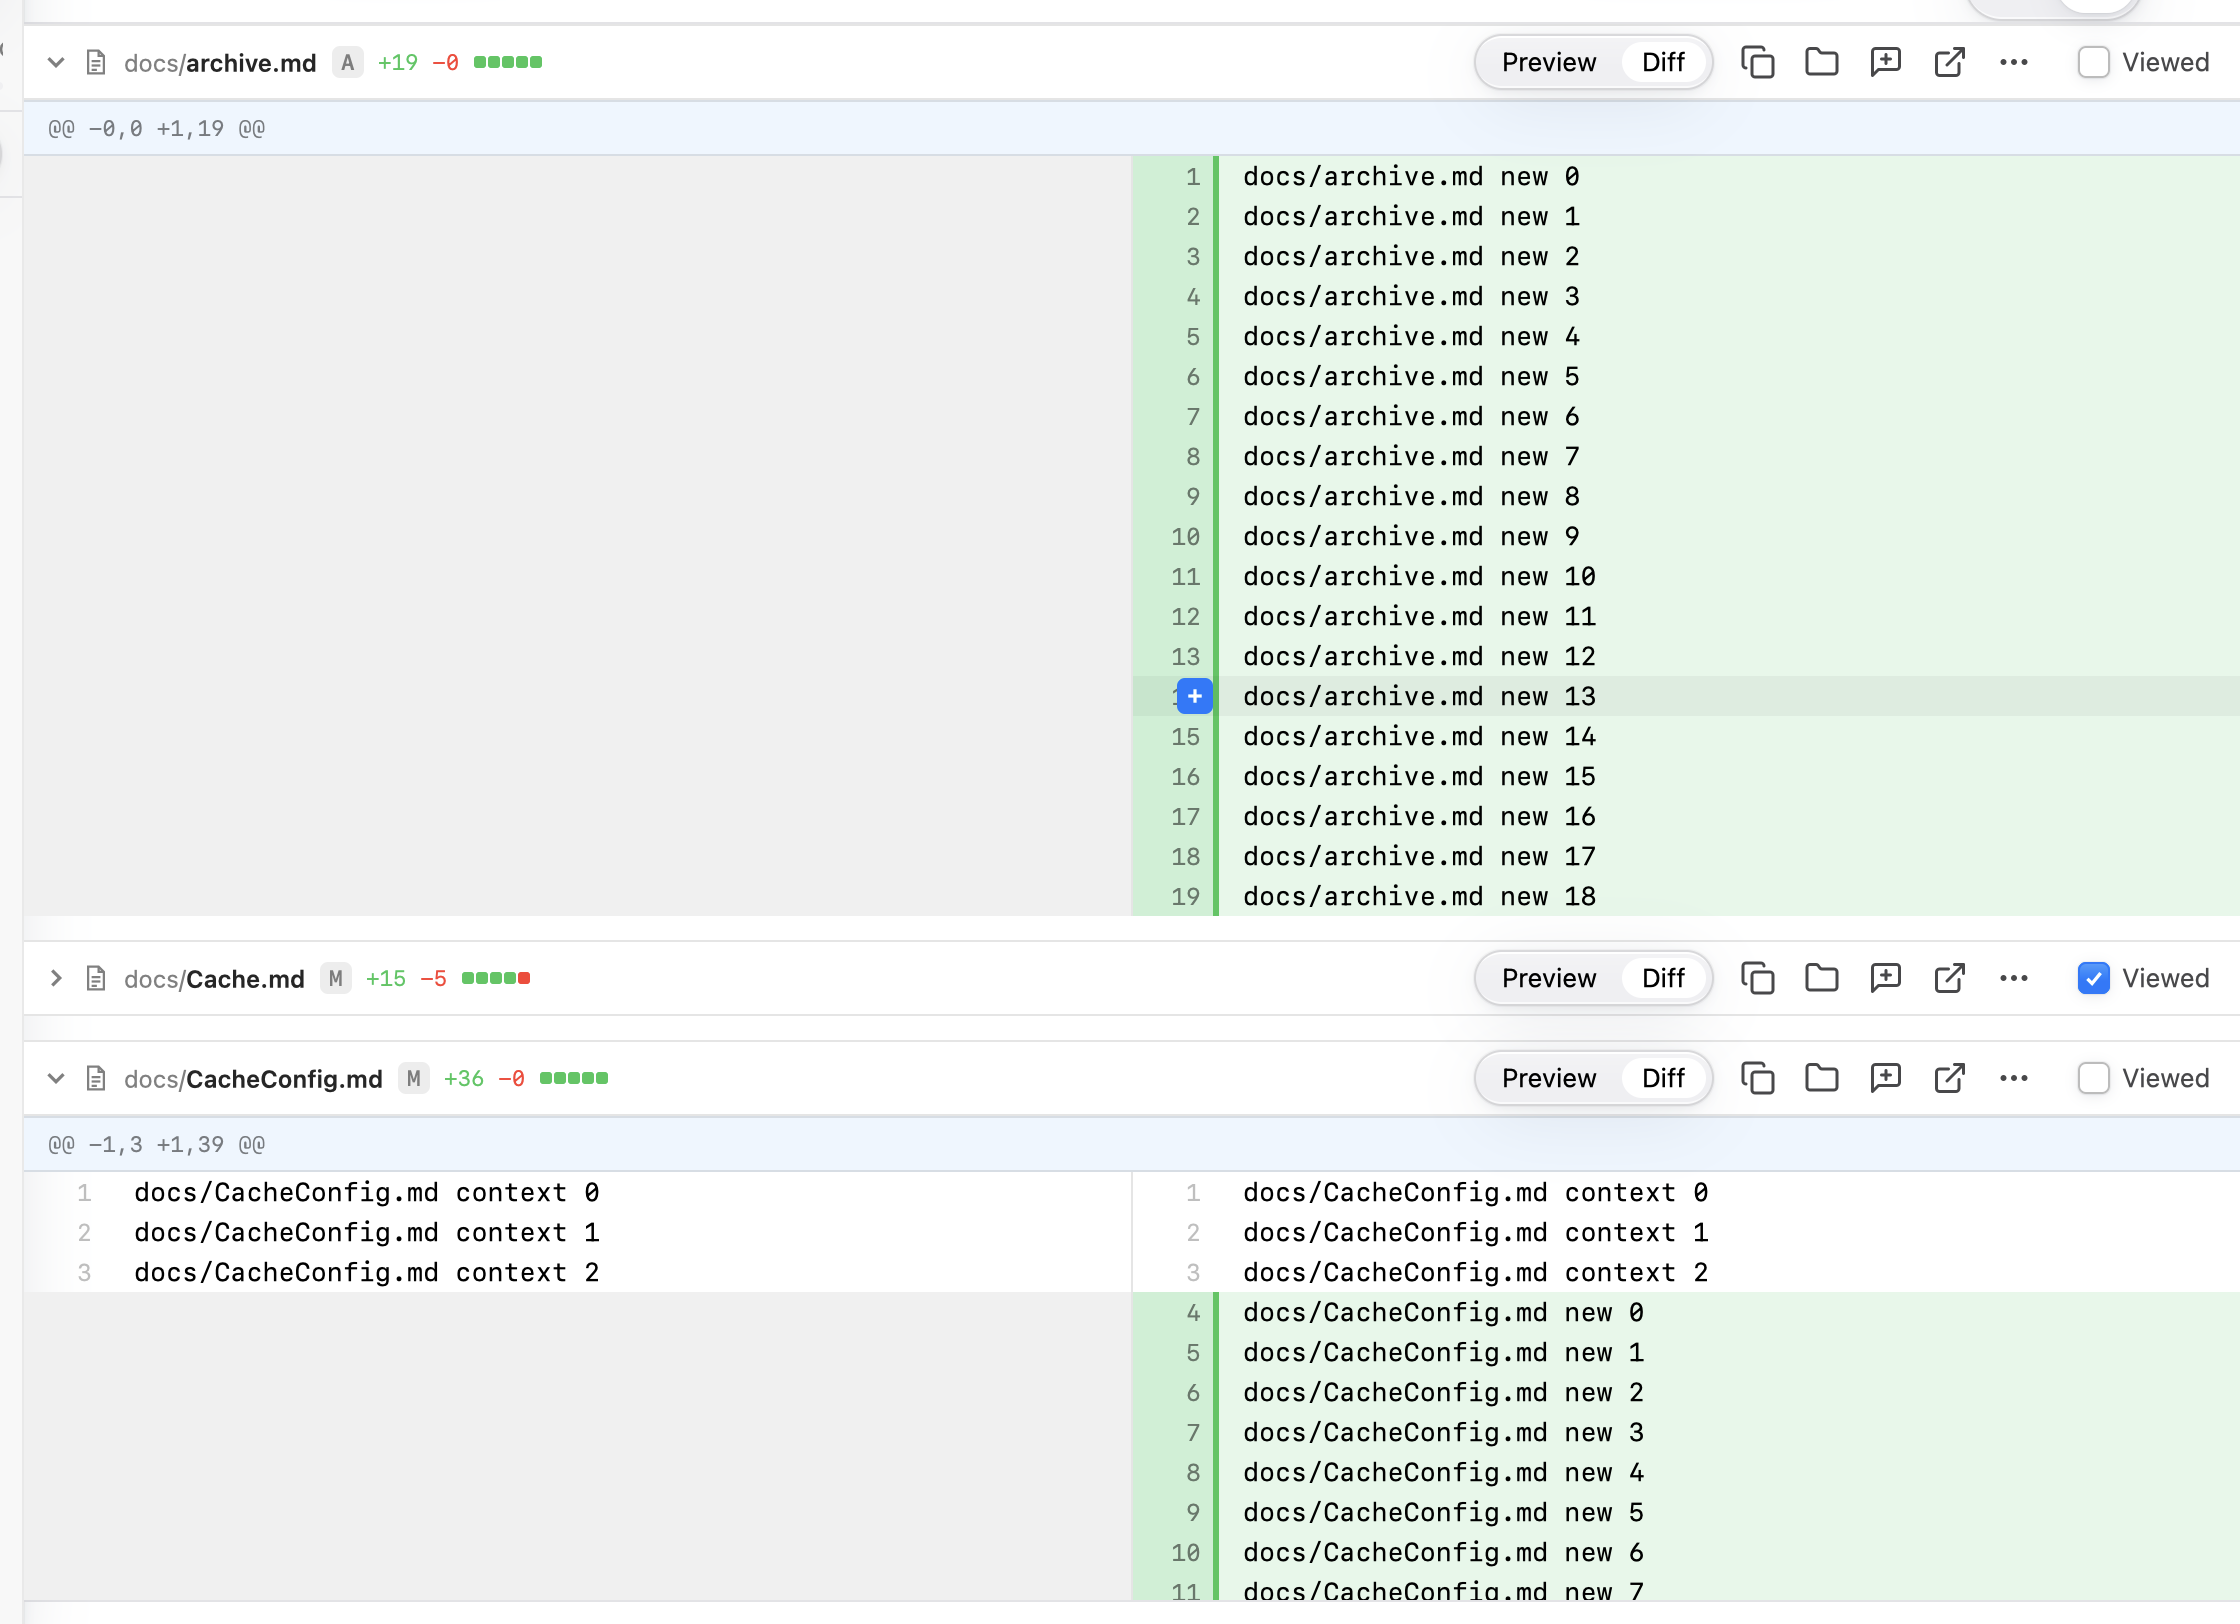 docs/archive.md A +19 −0 Preview Diff Viewed
@@ −0,0 +1,19 @@
1 docs/archive.md new 0
2 docs/archive.md new 1
3 docs/archive.md new 2
4 docs/archive.md new 3
5 docs/archive.md new 4
6 docs/archive.md new 5
7 docs/archive.md new 6
8 docs/archive.md new 7
9 docs/archive.md new 8
10 docs/archive.md new 9
11 docs/archive.md new 10
12 docs/archive.md new 11
13 docs/archive.md new 12
docs/archive.md new 13
15 docs/archive.md new 14
16 docs/archive.md new 15
17 docs/archive.md new 16
18 docs/archive.md new 17
19 docs/archive.md new 18
docs/Cache.md M +15 −5 Preview Diff Viewed
docs/CacheConfig.md M +36 −0 Preview Diff Viewed
@@ −1,3 +1,39 @@
1 docs/CacheConfig.md context 0 1 docs/CacheConfig.md context 0
2 docs/CacheConfig.md context 1 2 docs/CacheConfig.md context 1
3 docs/CacheConfig.md context 2 3 docs/CacheConfig.md context 2
4 docs/CacheConfig.md new 0
5 docs/CacheConfig.md new 1
6 docs/CacheConfig.md new 2
7 docs/CacheConfig.md new 3
8 docs/CacheConfig.md new 4
9 docs/CacheConfig.md new 5
10 docs/CacheConfig.md new 6
11 docs/CacheConfig.md new 7